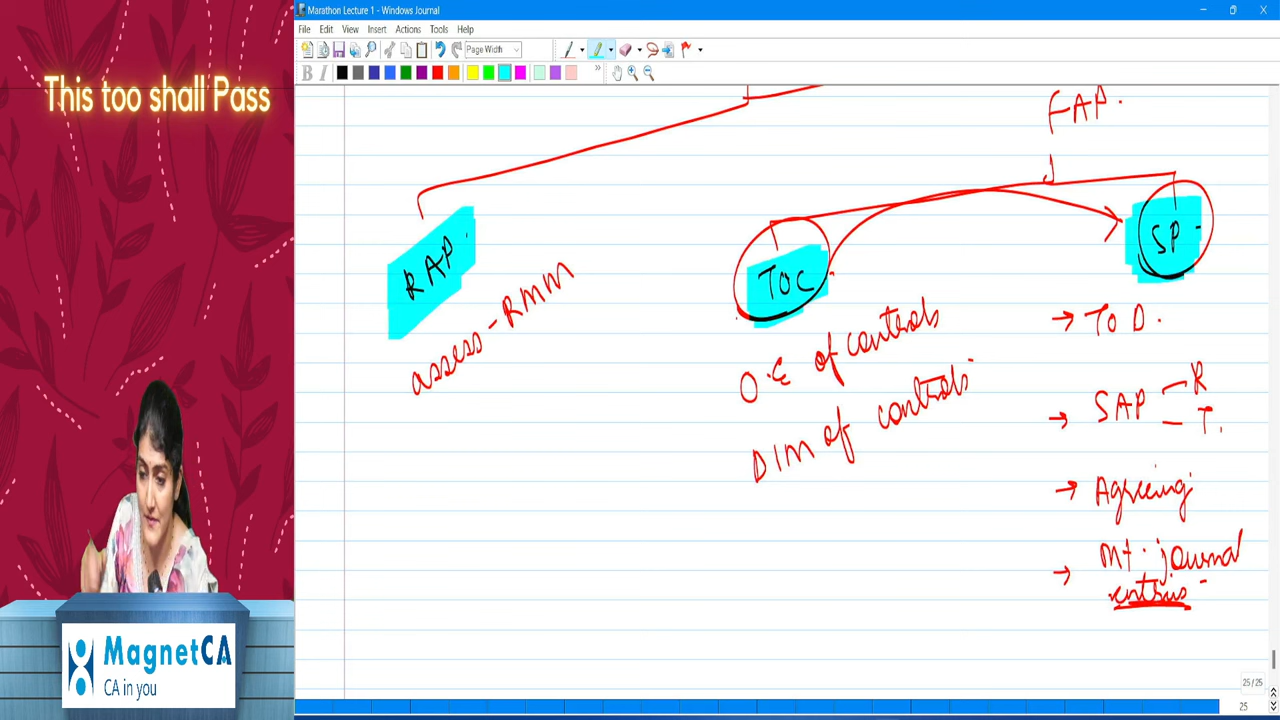 This too shall Pass
Marathon Lecture 1 - Windows Journal
File Edit View Insert Actions Tools Help
Page Width
B I
FAP.
RAP.
assess - RMM
TOC
O.E of controls
DIM of controls
SP -
→ TOD.
→ SAP - R
- T.
→ Agreeing
→ Mt. journal
entries
MagnetCA
CA in you
25/25
25